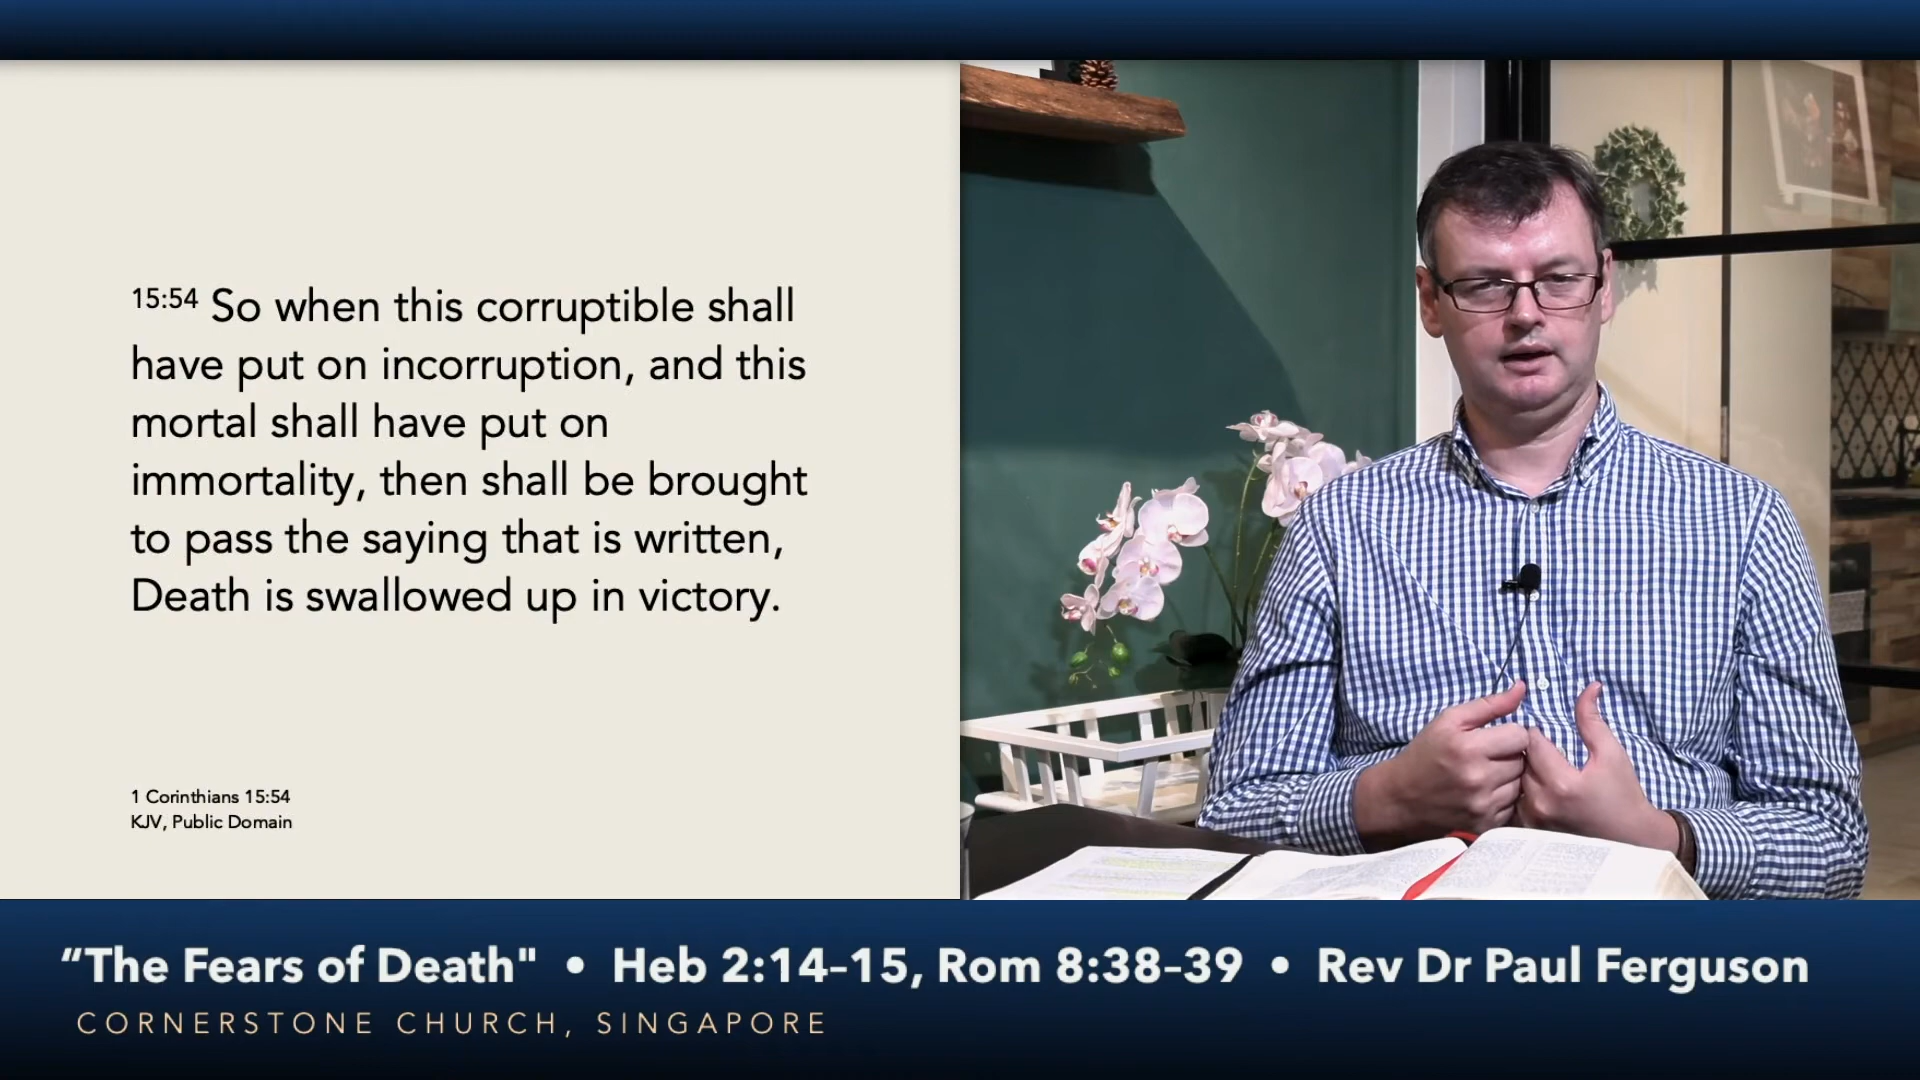 15:54 So when this corruptible shall
have put on incorruption, and this
mortal shall have put on
immortality, then shall be brought
to pass the saying that is written,
Death is swallowed up in victory.
1 Corinthians 15:54
KJV, Public Domain
“The Fears of Death" • Heb 2:14–15, Rom 8:38–39 • Rev Dr Paul Ferguson
CORNERSTONE CHURCH, SINGAPORE